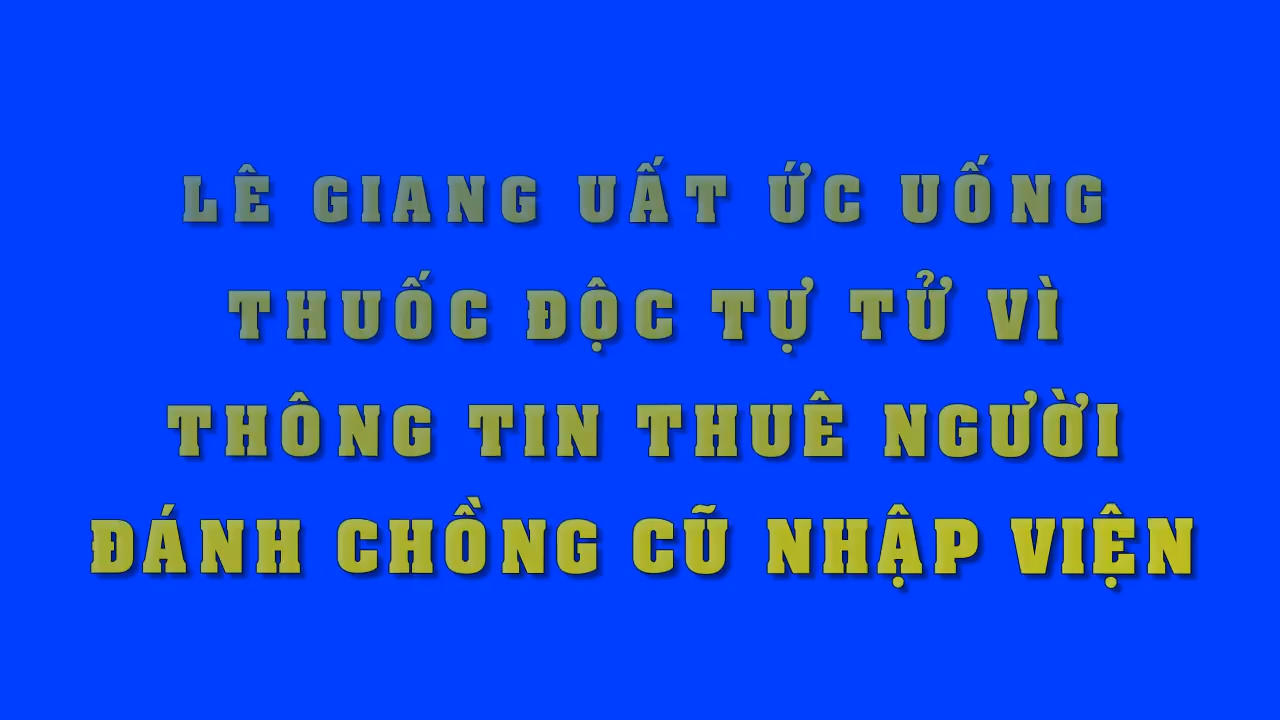 LÊ GIANG UẤT ỨC UỐNG
THUỐC ĐỘC TỰ TỬ VÌ
THÔNG TIN THUÊ NGƯỜI
ĐÁNH CHỒNG CŨ NHẬP VIỆN